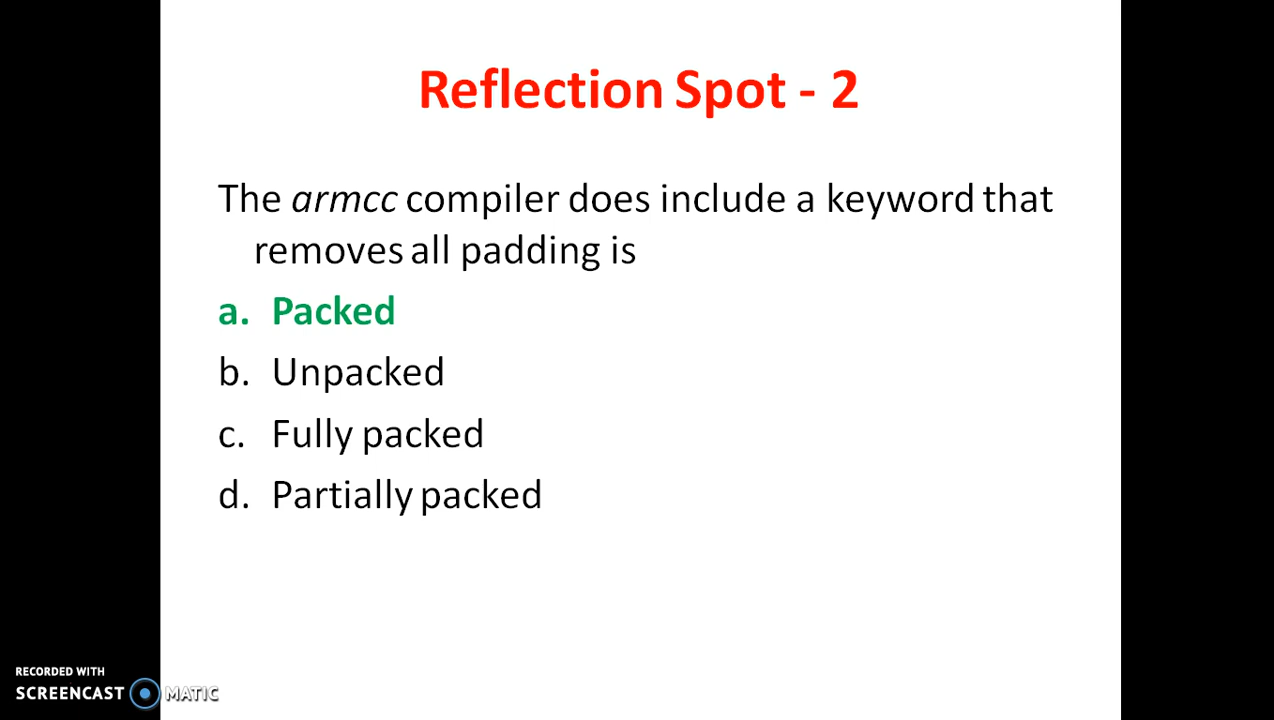 Reflection Spot - 2
The armcc compiler does include a keyword that
removes all padding is
a. Packed
b. Unpacked
c. Fully packed
d. Partially packed
RECORDED WITH
SCREENCAST MATIC